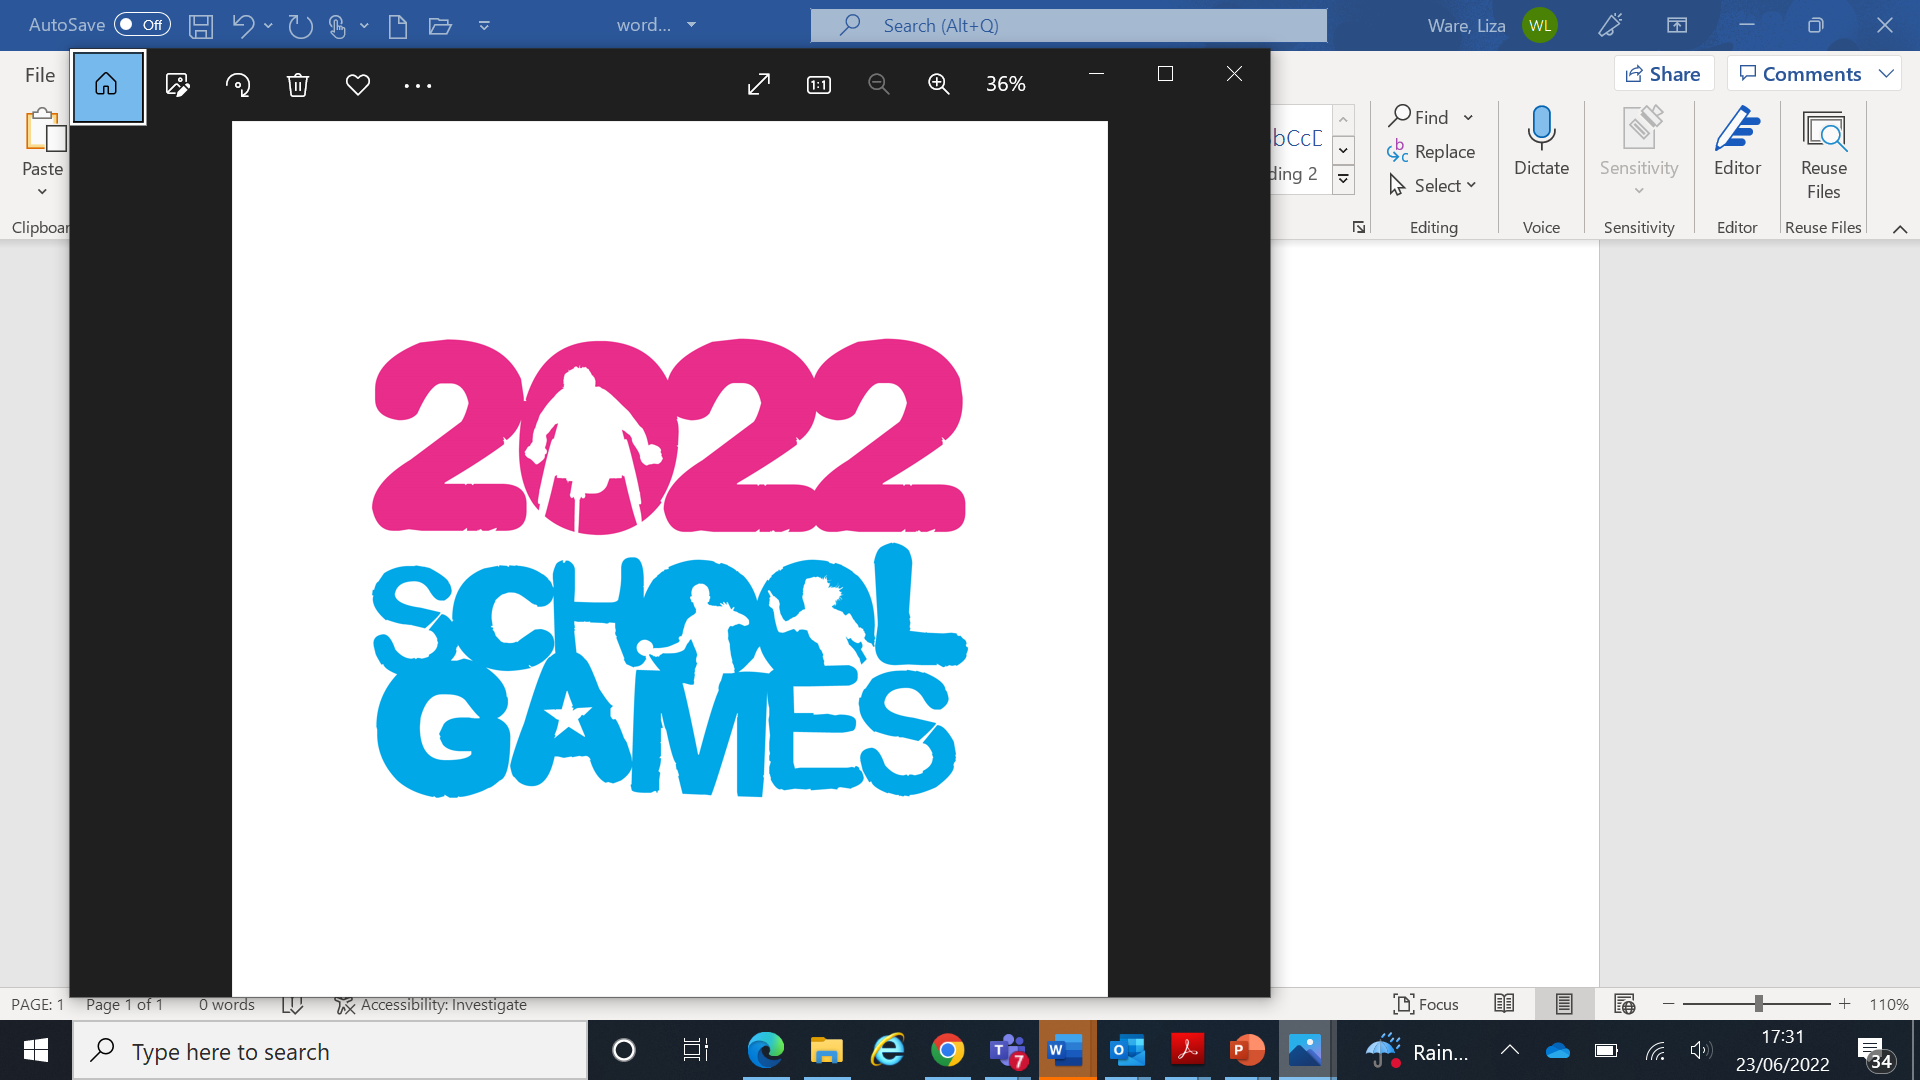 AutoSave Off
word...
Search (Alt+Q)
Ware, Liza WL
File
Share Comments
36%
Paste
Clipboar
bCcD
ding 2
Find
Replace
Select
Editing
Dictate
Voice
Sensitivity
Sensitivity
Editor
Editor
Reuse
Files
Reuse Files
2022
SCHOOL
GAMES
PAGE: 1 Page 1 of 1 0 words Accessibility: Investigate Focus 110%
Type here to search
7
Rain...
17:31
23/06/2022
34